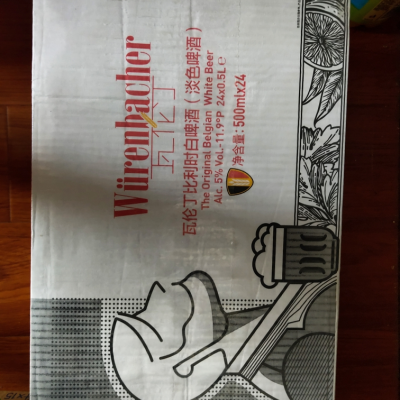 Würenbacher
瓦伦丁
瓦伦丁比利时白啤酒（淡色啤酒）
The Original Belgian White Beer
Alc. 5% Vol-11.9°P 24x0.5L℮
净含量：500mlx24